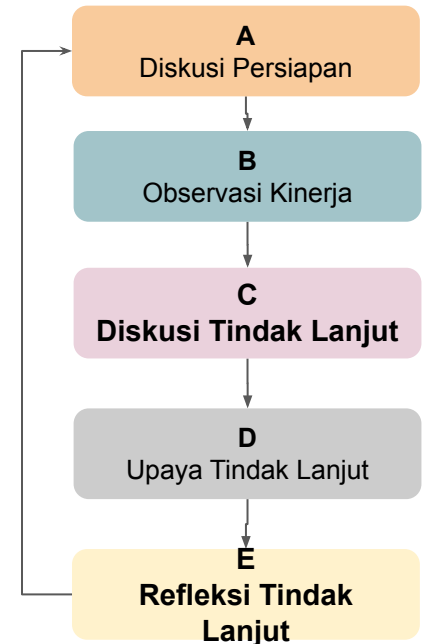 A
Diskusi Persiapan
B
Observasi Kinerja
C
Diskusi Tindak Lanjut
D
Upaya Tindak Lanjut
E
Refleksi Tindak
Lanjut